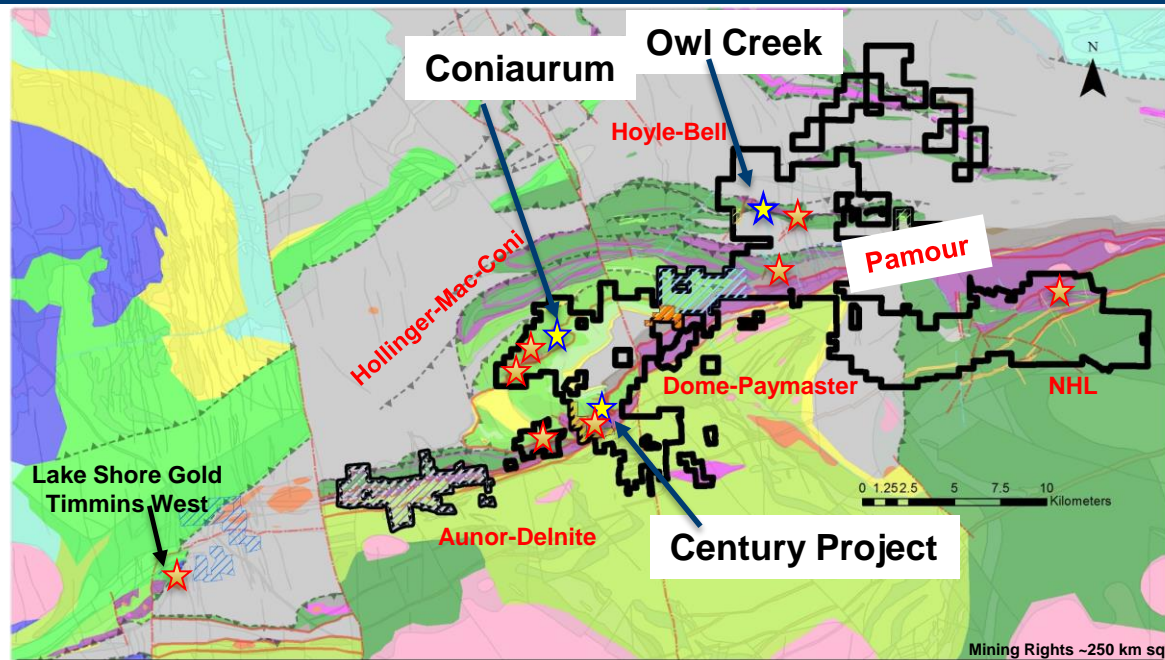 Owl Creek
Coniaurum
N
Hoyle-Bell
Pamour
Hollinger-Mac-Coni
Dome-Paymaster
NHL
Lake Shore Gold
Timmins West
0 1.25 2.5 5 7.5 10
Kilometers
Aunor-Delnite
Century Project
Mining Rights ~250 km sq